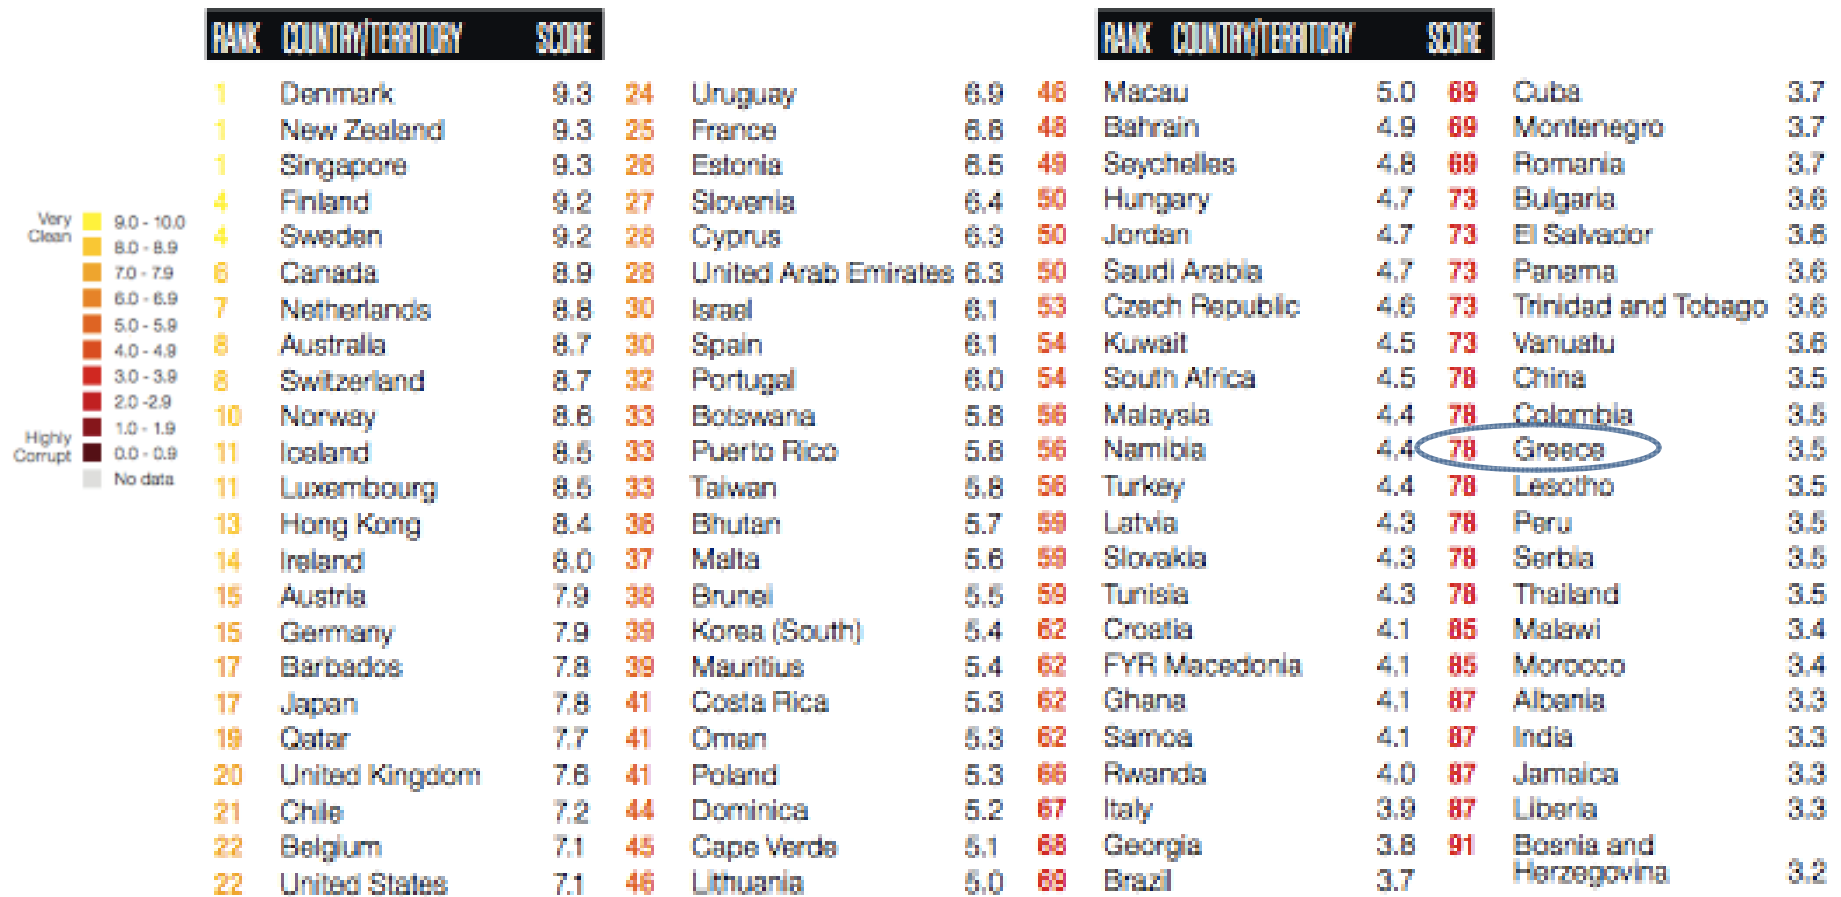 RANK COUNTRY/TERRITORY SCORE
RANK COUNTRY/TERRITORY SCORE
Very Clean
9.0 - 10.0
8.0 - 8.9
7.0 - 7.9
6.0 - 6.9
5.0 - 5.9
4.0 - 4.9
3.0 - 3.9
2.0 -2.9
1.0 - 1.9
Highly Corrupt
0.0 - 0.9
No data
1 Denmark 9.3
1 New Zealand 9.3
1 Singapore 9.3
4 Finland 9.2
4 Sweden 9.2
6 Canada 8.9
7 Netherlands 8.8
8 Australia 8.7
8 Switzerland 8.7
10 Norway 8.6
11 Iceland 8.5
11 Luxembourg 8.5
13 Hong Kong 8.4
14 Ireland 8.0
15 Austria 7.9
15 Germany 7.9
17 Barbados 7.8
17 Japan 7.8
19 Qatar 7.7
20 United Kingdom 7.6
21 Chile 7.2
22 Belgium 7.1
22 United States 7.1
24 Uruguay 6.9
25 France 6.8
26 Estonia 6.5
27 Slovenia 6.4
28 Cyprus 6.3
28 United Arab Emirates 6.3
30 Israel 6.1
30 Spain 6.1
32 Portugal 6.0
33 Botswana 5.8
33 Puerto Rico 5.8
33 Taiwan 5.8
36 Bhutan 5.7
37 Malta 5.6
38 Brunei 5.5
39 Korea (South) 5.4
39 Mauritius 5.4
41 Costa Rica 5.3
41 Oman 5.3
41 Poland 5.3
44 Dominica 5.2
45 Cape Verde 5.1
46 Lithuania 5.0
46 Macau 5.0
48 Bahrain 4.9
49 Seychelles 4.8
50 Hungary 4.7
50 Jordan 4.7
50 Saudi Arabia 4.7
53 Czech Republic 4.6
54 Kuwait 4.5
54 South Africa 4.5
56 Malaysia 4.4
56 Namibia 4.4
56 Turkey 4.4
59 Latvia 4.3
59 Slovakia 4.3
59 Tunisia 4.3
62 Croatia 4.1
62 FYR Macedonia 4.1
62 Ghana 4.1
62 Samoa 4.1
66 Rwanda 4.0
67 Italy 3.9
68 Georgia 3.8
69 Brazil 3.7
69 Cuba 3.7
69 Montenegro 3.7
69 Romania 3.7
73 Bulgaria 3.6
73 El Salvador 3.6
73 Panama 3.6
73 Trinidad and Tobago 3.6
73 Vanuatu 3.6
78 China 3.5
78 Colombia 3.5
78 Greece 3.5
78 Lesotho 3.5
78 Peru 3.5
78 Serbia 3.5
78 Thailand 3.5
85 Malawi 3.4
85 Morocco 3.4
87 Albania 3.3
87 India 3.3
87 Jamaica 3.3
87 Liberia 3.3
91 Bosnia and
Herzegovina 3.2